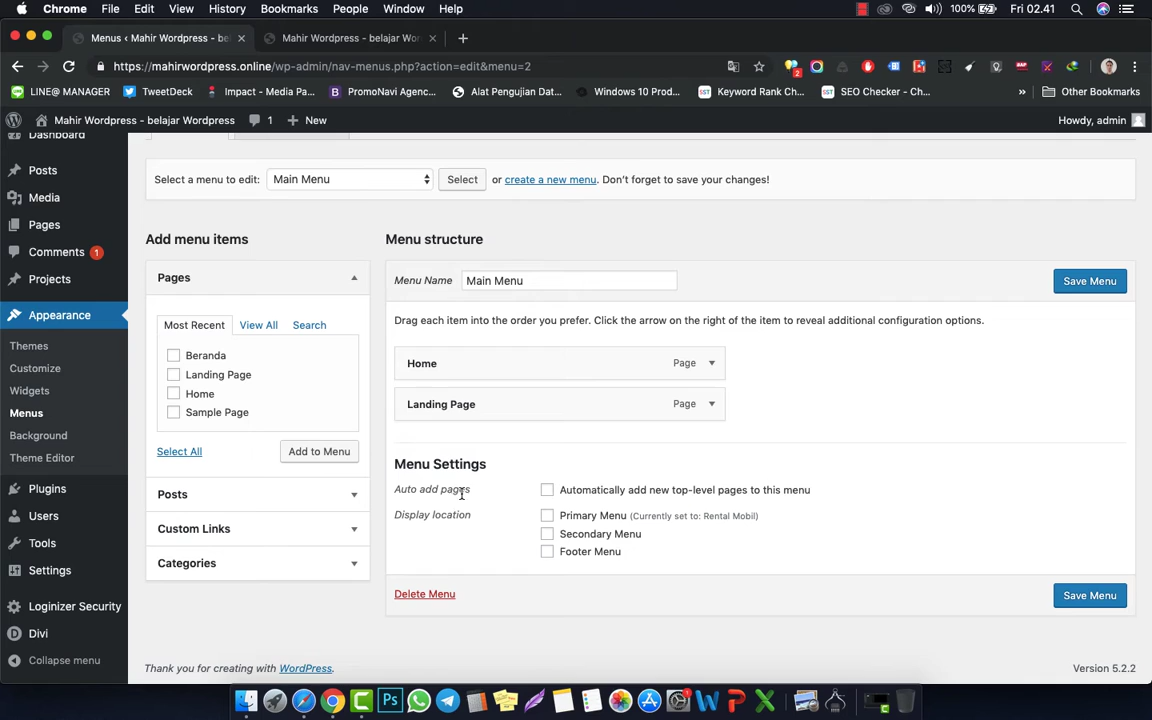 Chrome File Edit View History Bookmarks People Window Help 100% Fri 02.41
Menus ‹ Mahir Wordpress - bel
Mahir Wordpress - belajar Wor
https://mahirwordpress.online/wp-admin/nav-menus.php?action=edit&menu=2
LINE@ MANAGER TweetDeck Impact - Media Pa... PromoNavi Agenc... Alat Pengujian Dat... Windows 10 Prod... Keyword Rank Ch... SEO Checker - Ch... » Other Bookmarks
Mahir Wordpress - belajar Wordpress 1 New Howdy, admin
Dashboard
Posts
Media
Pages
Comments 1
Projects
Appearance
Themes
Customize
Widgets
Menus
Background
Theme Editor
Plugins
Users
Tools
Settings
Loginizer Security
Divi
Collapse menu
Select a menu to edit: Main Menu Select or create a new menu. Don't forget to save your changes!
Add menu items
Pages
Most Recent View All Search
Beranda
Landing Page
Home
Sample Page
Select All Add to Menu
Posts
Custom Links
Categories
Menu structure
Menu Name Main Menu Save Menu
Drag each item into the order you prefer. Click the arrow on the right of the item to reveal additional configuration options.
Home Page
Landing Page Page
Menu Settings
Auto add pages Automatically add new top-level pages to this menu
Display location Primary Menu (Currently set to: Rental Mobil)
Secondary Menu
Footer Menu
Delete Menu Save Menu
Thank you for creating with WordPress. Version 5.2.2